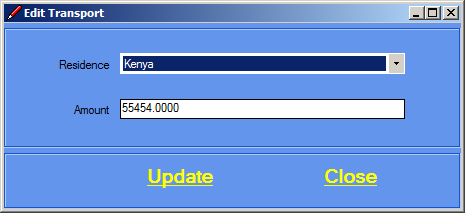 Edit Transport
Residence Kenya
Amount 55454.0000
Update Close